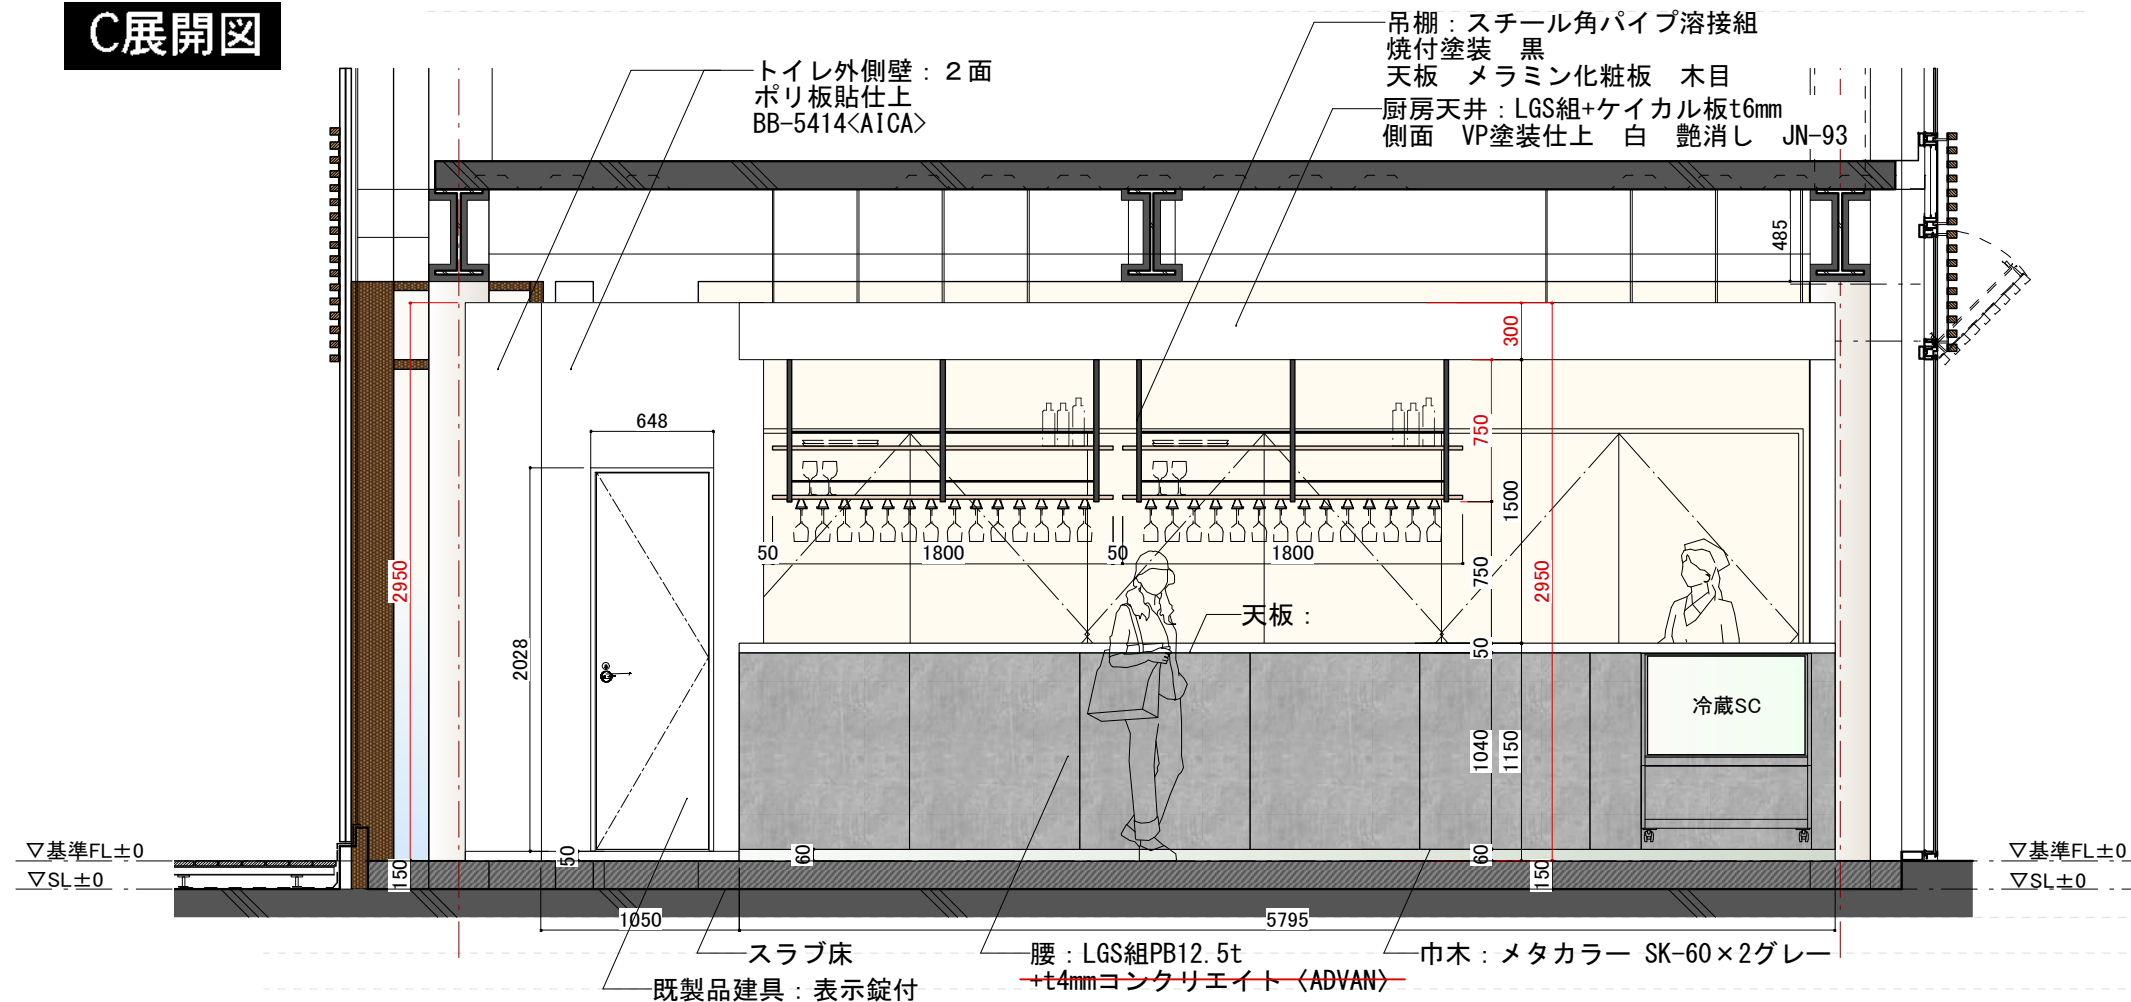 C展開図
吊棚：スチール角パイプ溶接組
焼付塗装　黒
天板　メラミン化粧板　木目
トイレ外側壁：２面
ポリ板貼仕上
BB-5414<AICA>
厨房天井：LGS組+ケイカル板t6mm
側面　VP塗装仕上　白　艶消し　JN-93
485
300
648
750
1500
50
1800
50
1800
2950
750
2950
天板：
2028
50
冷蔵SC
1040
1150
▽基準FL±0
50
60
60
▽基準FL±0
▽SL±0
150
150
▽SL±0
1050
5795
スラブ床
腰：LGS組PB12.5t
巾木：メタカラー SK-60×2グレー
+t4mmコンクリエイト〈ADVAN〉
既製品建具：表示錠付